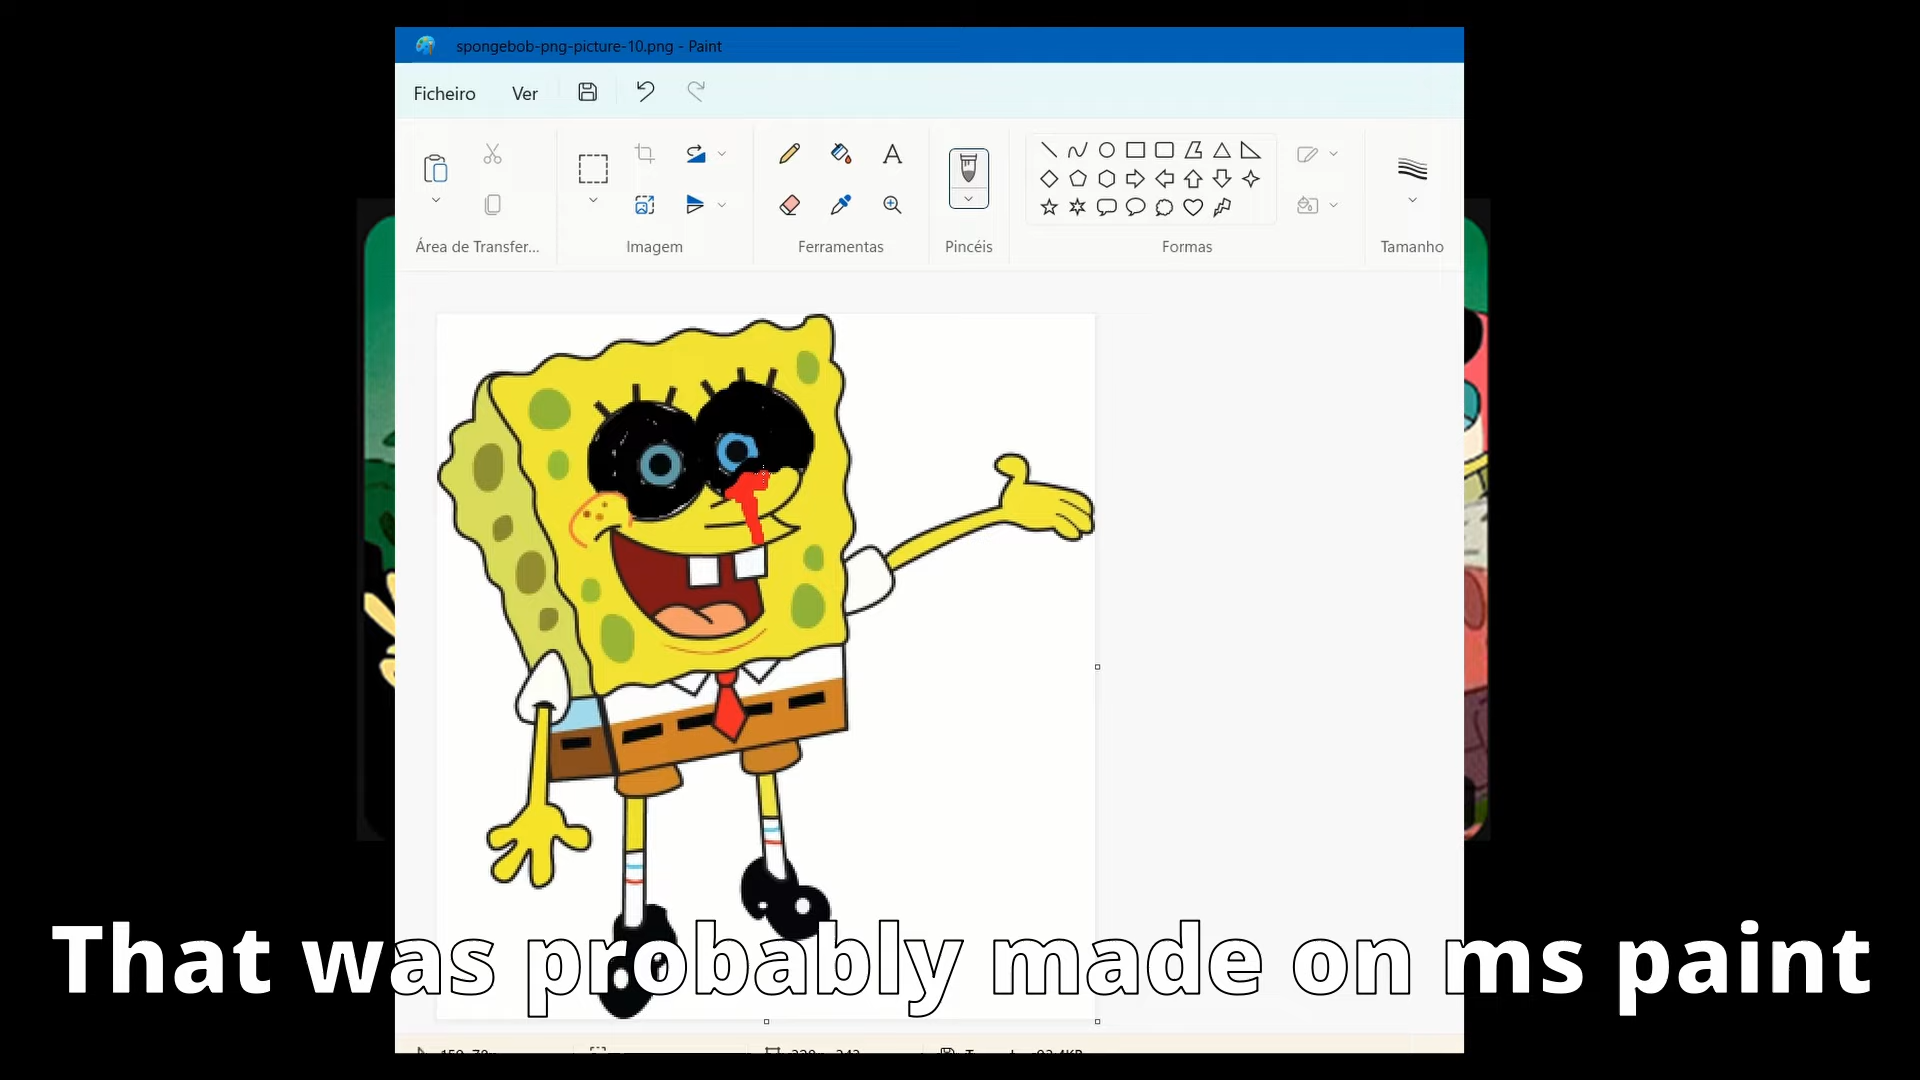 spongebob-png-picture-10.png - Paint
Ficheiro Ver
Área de Transfer... Imagem Ferramentas Pincéis Formas Tamanho
That was probably made on ms paint